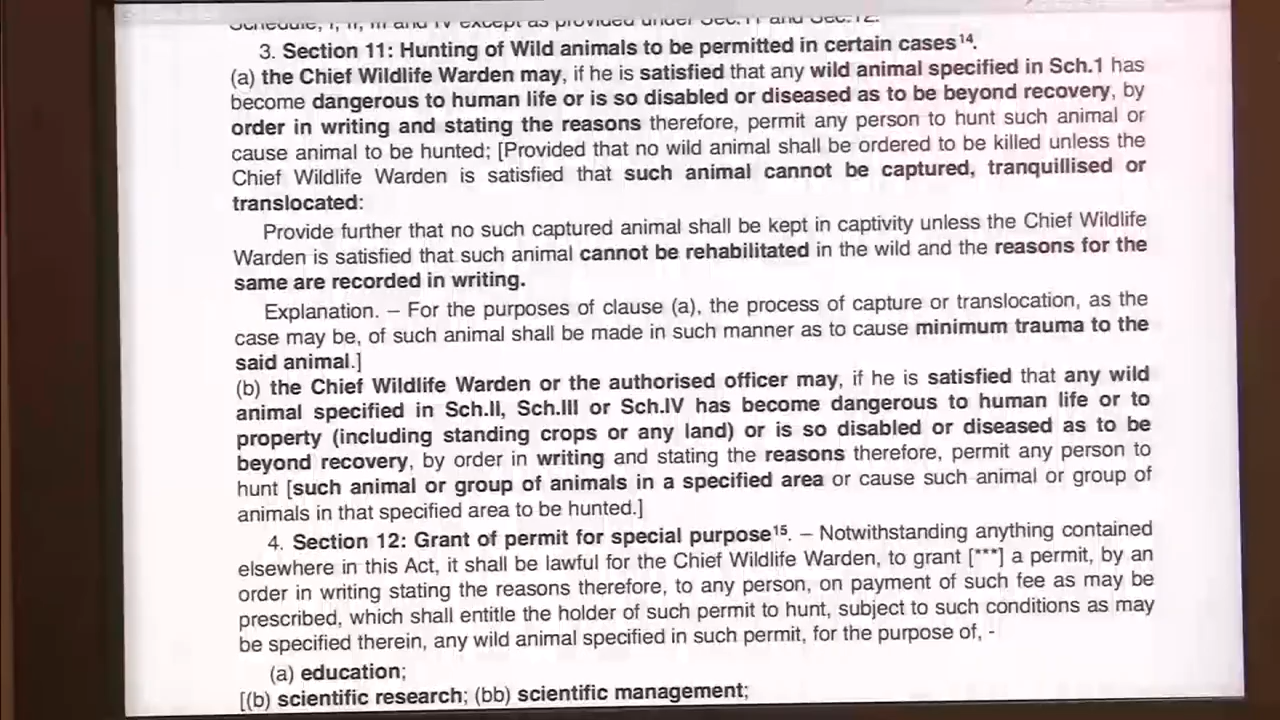 Schedule, I, II, III and IV except as provided under Sec.11 and Sec.12.
3. Section 11: Hunting of Wild animals to be permitted in certain cases¹⁴.
(a) the Chief Wildlife Warden may, if he is satisfied that any wild animal specified in Sch.1 has
become dangerous to human life or is so disabled or diseased as to be beyond recovery, by
order in writing and stating the reasons therefore, permit any person to hunt such animal or
cause animal to be hunted; [Provided that no wild animal shall be ordered to be killed unless the
Chief Wildlife Warden is satisfied that such animal cannot be captured, tranquillised or
translocated:
Provide further that no such captured animal shall be kept in captivity unless the Chief Wildlife
Warden is satisfied that such animal cannot be rehabilitated in the wild and the reasons for the
same are recorded in writing.
Explanation. – For the purposes of clause (a), the process of capture or translocation, as the
case may be, of such animal shall be made in such manner as to cause minimum trauma to the
said animal.]
(b) the Chief Wildlife Warden or the authorised officer may, if he is satisfied that any wild
animal specified in Sch.II, Sch.III or Sch.IV has become dangerous to human life or to
property (including standing crops or any land) or is so disabled or diseased as to be
beyond recovery, by order in writing and stating the reasons therefore, permit any person to
hunt [such animal or group of animals in a specified area or cause such animal or group of
animals in that specified area to be hunted.]
4. Section 12: Grant of permit for special purpose¹⁵. – Notwithstanding anything contained
elsewhere in this Act, it shall be lawful for the Chief Wildlife Warden, to grant [***] a permit, by an
order in writing stating the reasons therefore, to any person, on payment of such fee as may be
prescribed, which shall entitle the holder of such permit to hunt, subject to such conditions as may
be specified therein, any wild animal specified in such permit, for the purpose of, -
(a) education;
[(b) scientific research; (bb) scientific management;